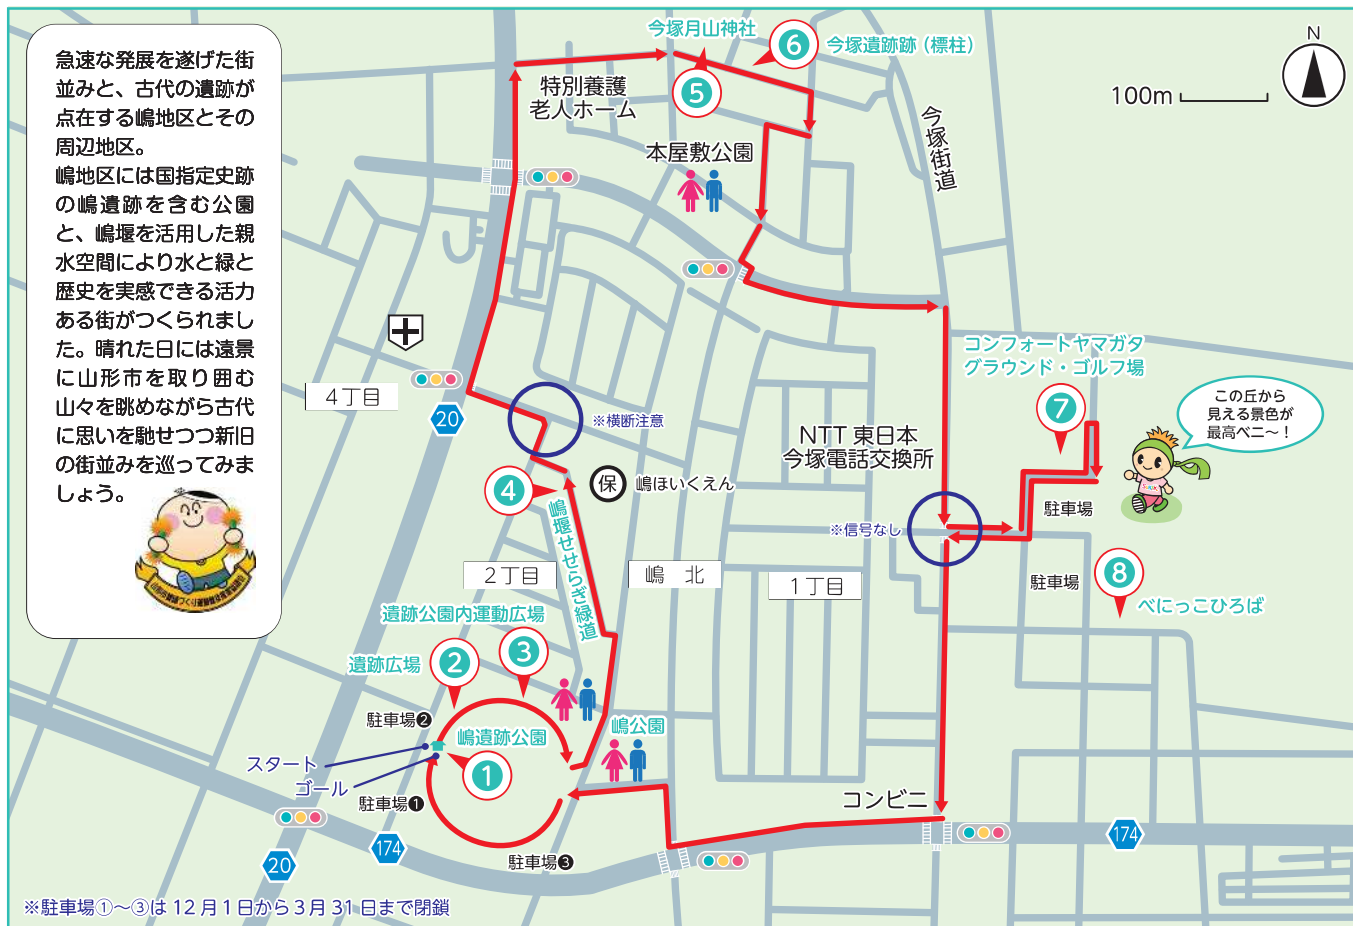 急速な発展を遂げた街
並みと、古代の遺跡が
点在する嶋地区とその
周辺地区。
嶋地区には国指定史跡
の嶋遺跡を含む公園
と、嶋堰を活用した親
水空間により水と緑と
歴史を実感できる活力
ある街がつくられまし
た。晴れた日には遠景
に山形市を取り囲む
山々を眺めながら古代
に思いを馳せつつ新旧
の街並みを巡ってみま
しょう。
今塚月山神社
5
6
今塚遺跡跡（標柱）
N
100m
特別養護
老人ホーム
本屋敷公園
今塚街道
4丁目
20
※横断注意
4
保
嶋ほいくえん
嶋堰せせらぎ緑道
コンフォートヤマガタ
グラウンド・ゴルフ場
7
この丘から
見える景色が
最高ベニ〜！
NTT東日本
今塚電話交換所
※信号なし
駐車場
駐車場
8
べにっこひろば
2丁目
嶋 北
1丁目
遺跡公園内運動広場
3
遺跡広場
2
駐車場❷
嶋遺跡公園
1
嶋公園
スタート
ゴール
駐車場❶
駐車場❸
コンビニ
174
20
174
※駐車場①〜③は12月1日から3月31日まで閉鎖